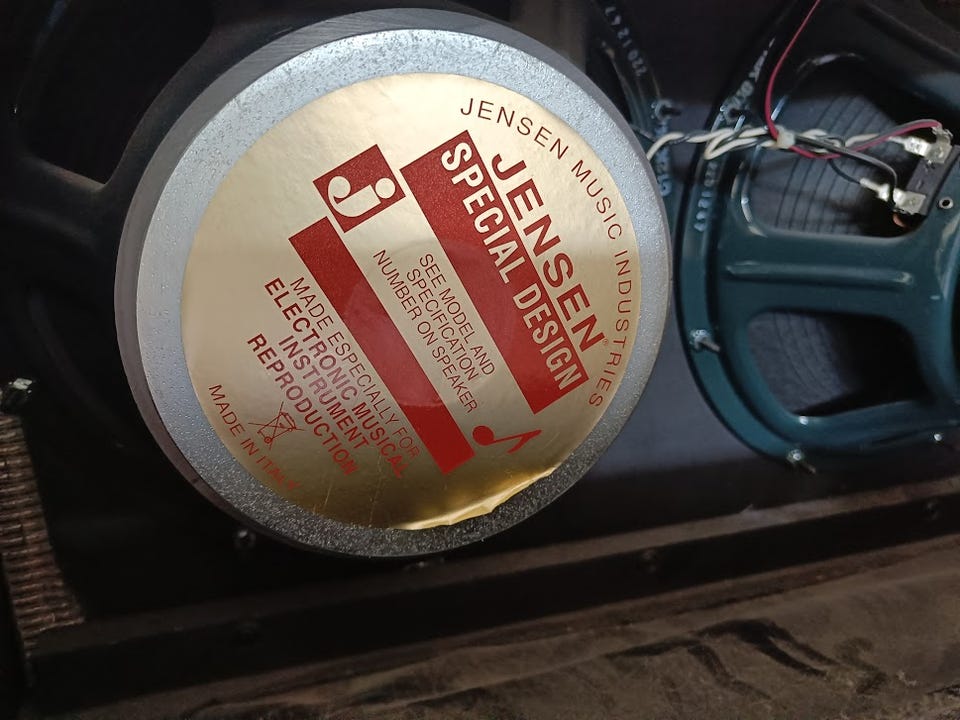 JENSEN MUSIC INDUSTRIES
JENSEN®
SPECIAL DESIGN
j
SEE MODEL AND
SPECIFICATION
NUMBER ON SPEAKER
MADE ESPECIALLY FOR
ELECTRONIC MUSICAL
INSTRUMENT
REPRODUCTION
MADE IN ITALY